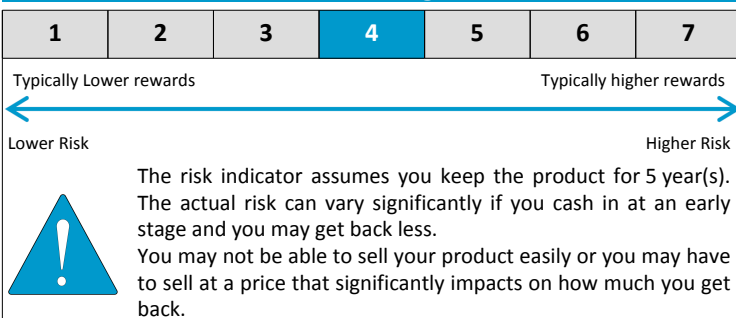 1 2 3 4 5 6 7
Typically Lower rewards Typically higher rewards
Lower Risk Higher Risk
The risk indicator assumes you keep the product for 5 year(s).
The actual risk can vary significantly if you cash in at an early
stage and you may get back less.
You may not be able to sell your product easily or you may have
to sell at a price that significantly impacts on how much you get
back.